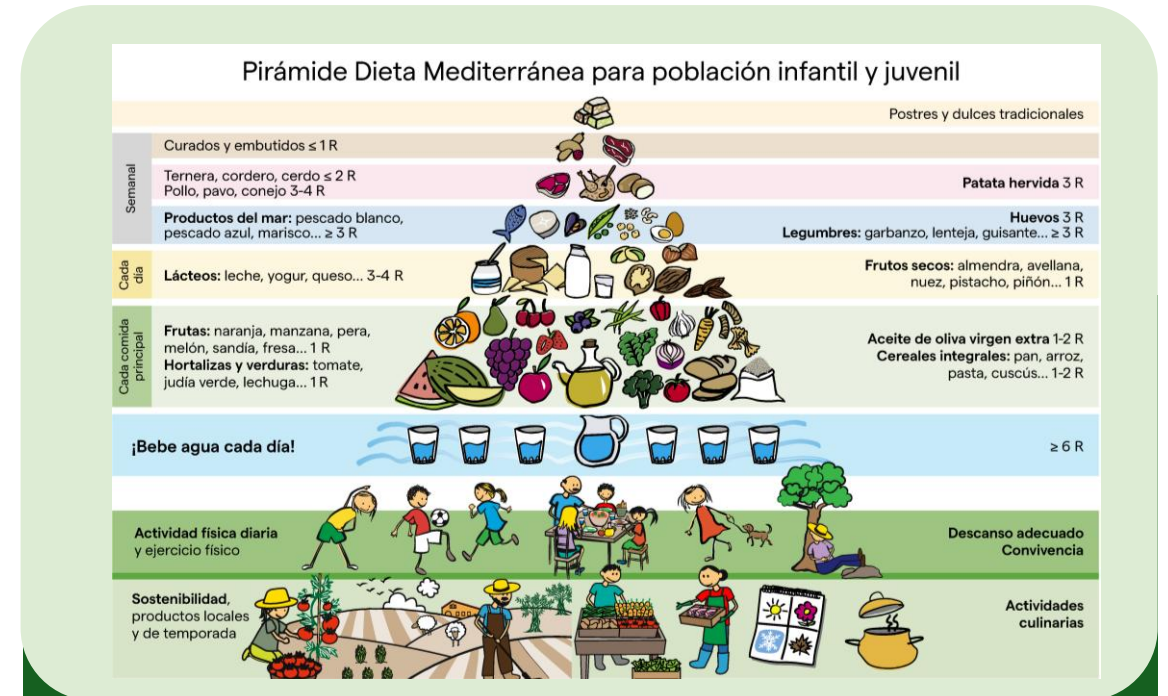 Pirámide Dieta Mediterránea para población infantil y juvenil
Postres y dulces tradicionales
Semanal
Curados y embutidos ≤ 1 R
Ternera, cordero, cerdo ≤ 2 R
Pollo, pavo, conejo 3-4 R
Patata hervida 3 R
Productos del mar: pescado blanco,
pescado azul, marisco... ≥ 3 R
Huevos 3 R
Legumbres: garbanzo, lenteja, guisante... ≥ 3 R
Cada
día
Lácteos: leche, yogur, queso... 3-4 R
Frutos secos: almendra, avellana,
nuez, pistacho, piñón... 1 R
Cada comida
principal
Frutas: naranja, manzana, pera,
melón, sandía, fresa... 1 R
Hortalizas y verduras: tomate,
judía verde, lechuga... 1 R
Aceite de oliva virgen extra 1-2 R
Cereales integrales: pan, arroz,
pasta, cuscús... 1-2 R
¡Bebe agua cada día!
≥ 6 R
Actividad física diaria
y ejercicio físico
Descanso adecuado
Convivencia
Sostenibilidad,
productos locales
y de temporada
Actividades
culinarias